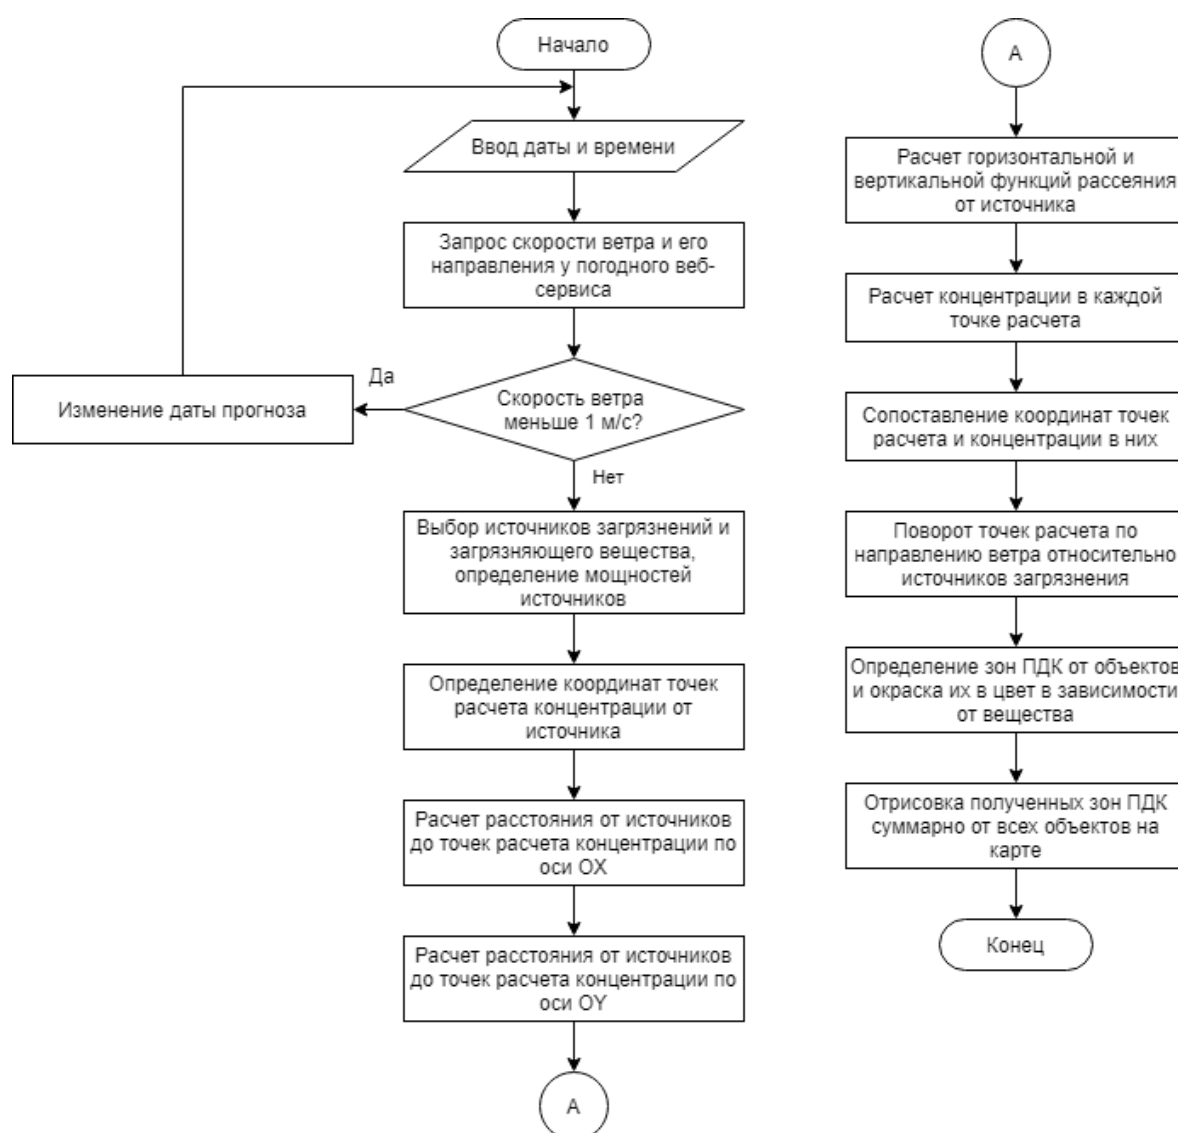 Начало
Ввод даты и времени
Запрос скорости ветра и его
направления у погодного веб-
сервиса
Скорость ветра
меньше 1 м/с?
Да
Изменение даты прогноза
Нет
Выбор источников загрязнений и
загрязняющего вещества,
определение мощностей
источников
Определение координат точек
расчета концентрации от
источника
Расчет расстояния от источников
до точек расчета концентрации по
оси OX
Расчет расстояния от источников
до точек расчета концентрации по
оси OY
А
А
Расчет горизонтальной и
вертикальной функций рассеяния
от источника
Расчет концентрации в каждой
точке расчета
Сопоставление координат точек
расчета и концентрации в них
Поворот точек расчета по
направлению ветра относительно
источников загрязнения
Определение зон ПДК от объектов
и окраска их в цвет в зависимости
от вещества
Отрисовка полученных зон ПДК
суммарно от всех объектов на
карте
Конец